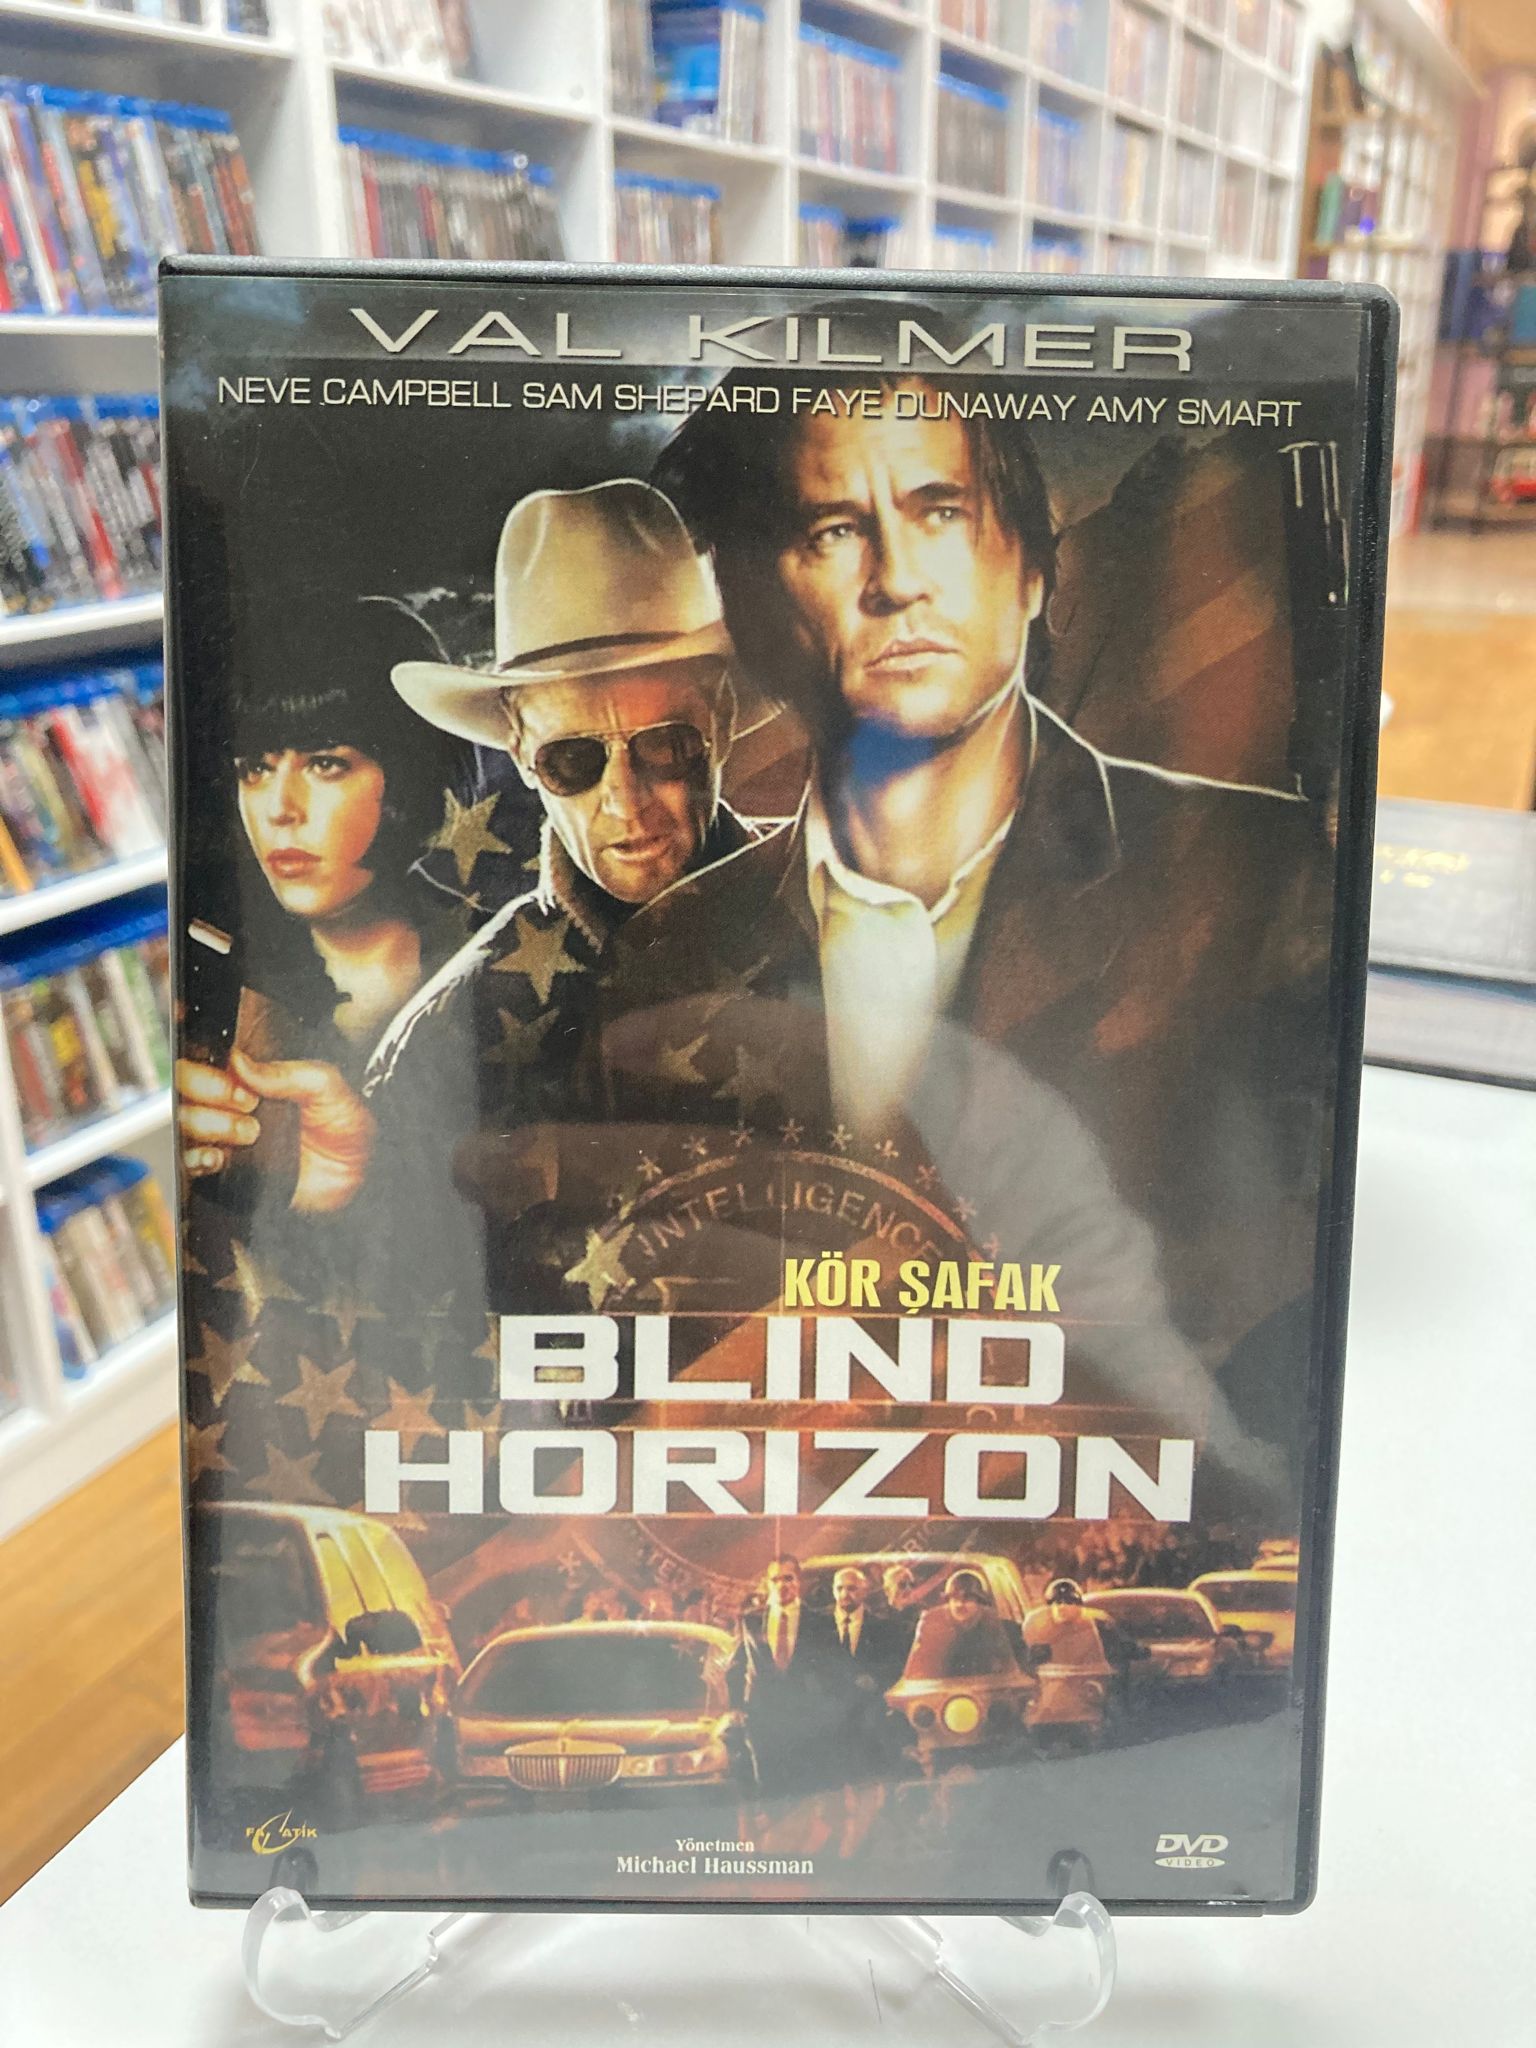 VAL KILMER
NEVE CAMPBELL SAM SHEPARD FAYE DUNAWAY AMY SMART
INTELLIGENCE
KÖR ŞAFAK
BLIND
HORIZON
FANATİK
Yönetmen
Michael Haussman
DVD
VIDEO